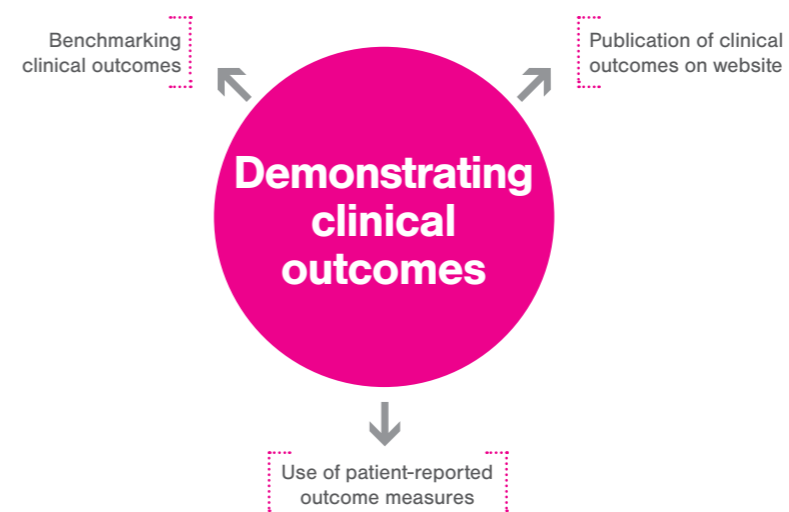 Benchmarking
clinical outcomes
Publication of clinical
outcomes on website
Demonstrating
clinical
outcomes
Use of patient-reported
outcome measures